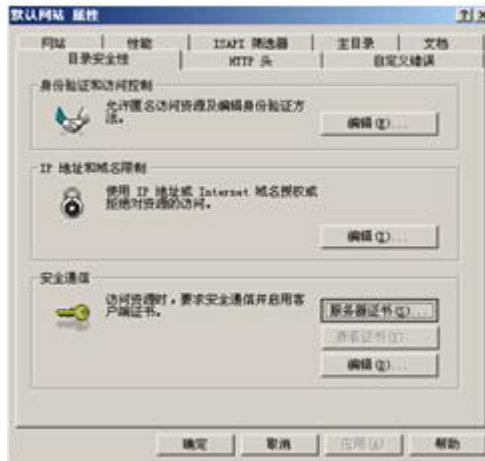 默认网站 属性
网站 性能 ISAPI 筛选器 主目录 文档
目录安全性 HTTP 头 自定义错误
身份验证和访问控制
允许匿名访问资源及编辑身份验证方
法。
编辑(E)...
IP 地址和域名限制
使用 IP 地址或 Internet 域名授权或
拒绝对资源的访问。
编辑(I)...
安全通信
访问资源时，要求安全通信并启用客
户端证书。
服务器证书(S)...
查看证书(V)...
编辑(D)...
确定 取消 应用(A) 帮助